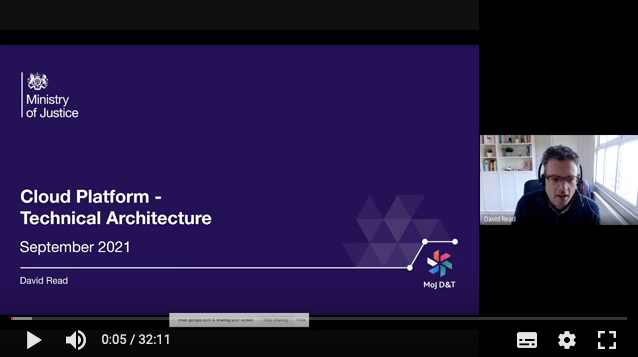 Ministry
of Justice
Cloud Platform -
Technical Architecture
September 2021
David Read
MoJ D&T
David Read
meet.google.com is sharing your screen.
Stop sharing
Hide
0:05 / 32:11